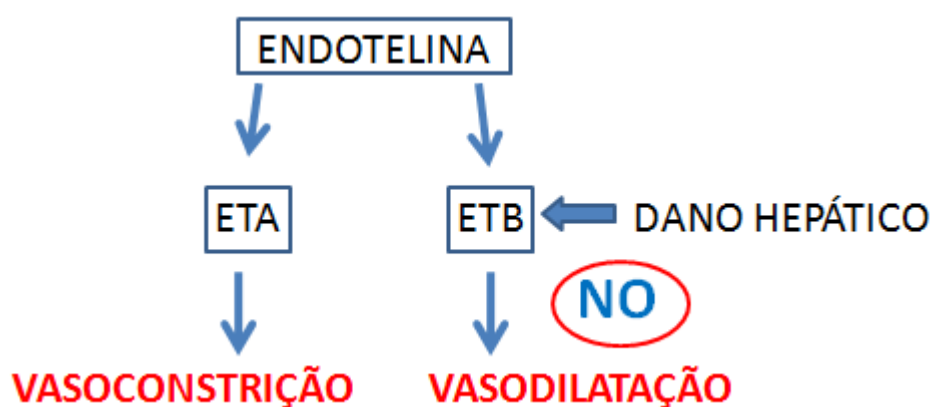 ENDOTELINA
ETA
ETB
DANO HEPÁTICO
NO
VASOCONSTRIÇÃO
VASODILATAÇÃO